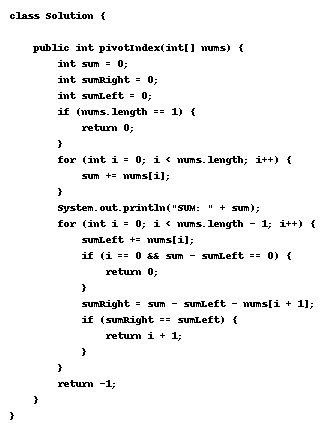 class Solution {

    public int pivotIndex(int[] nums) {
        int sum = 0;
        int sumRight = 0;
        int sumLeft = 0;
        if (nums.length == 1) {
            return 0;
        }
        for (int i = 0; i < nums.length; i++) {
            sum += nums[i];
        }
        System.out.println("SUM: " + sum);
        for (int i = 0; i < nums.length - 1; i++) {
            sumLeft += nums[i];
            if (i == 0 && sum - sumLeft == 0) {
                return 0;
            }
            sumRight = sum - sumLeft - nums[i + 1];
            if (sumRight == sumLeft) {
                return i + 1;
            }
        }
        return -1;
    }
}